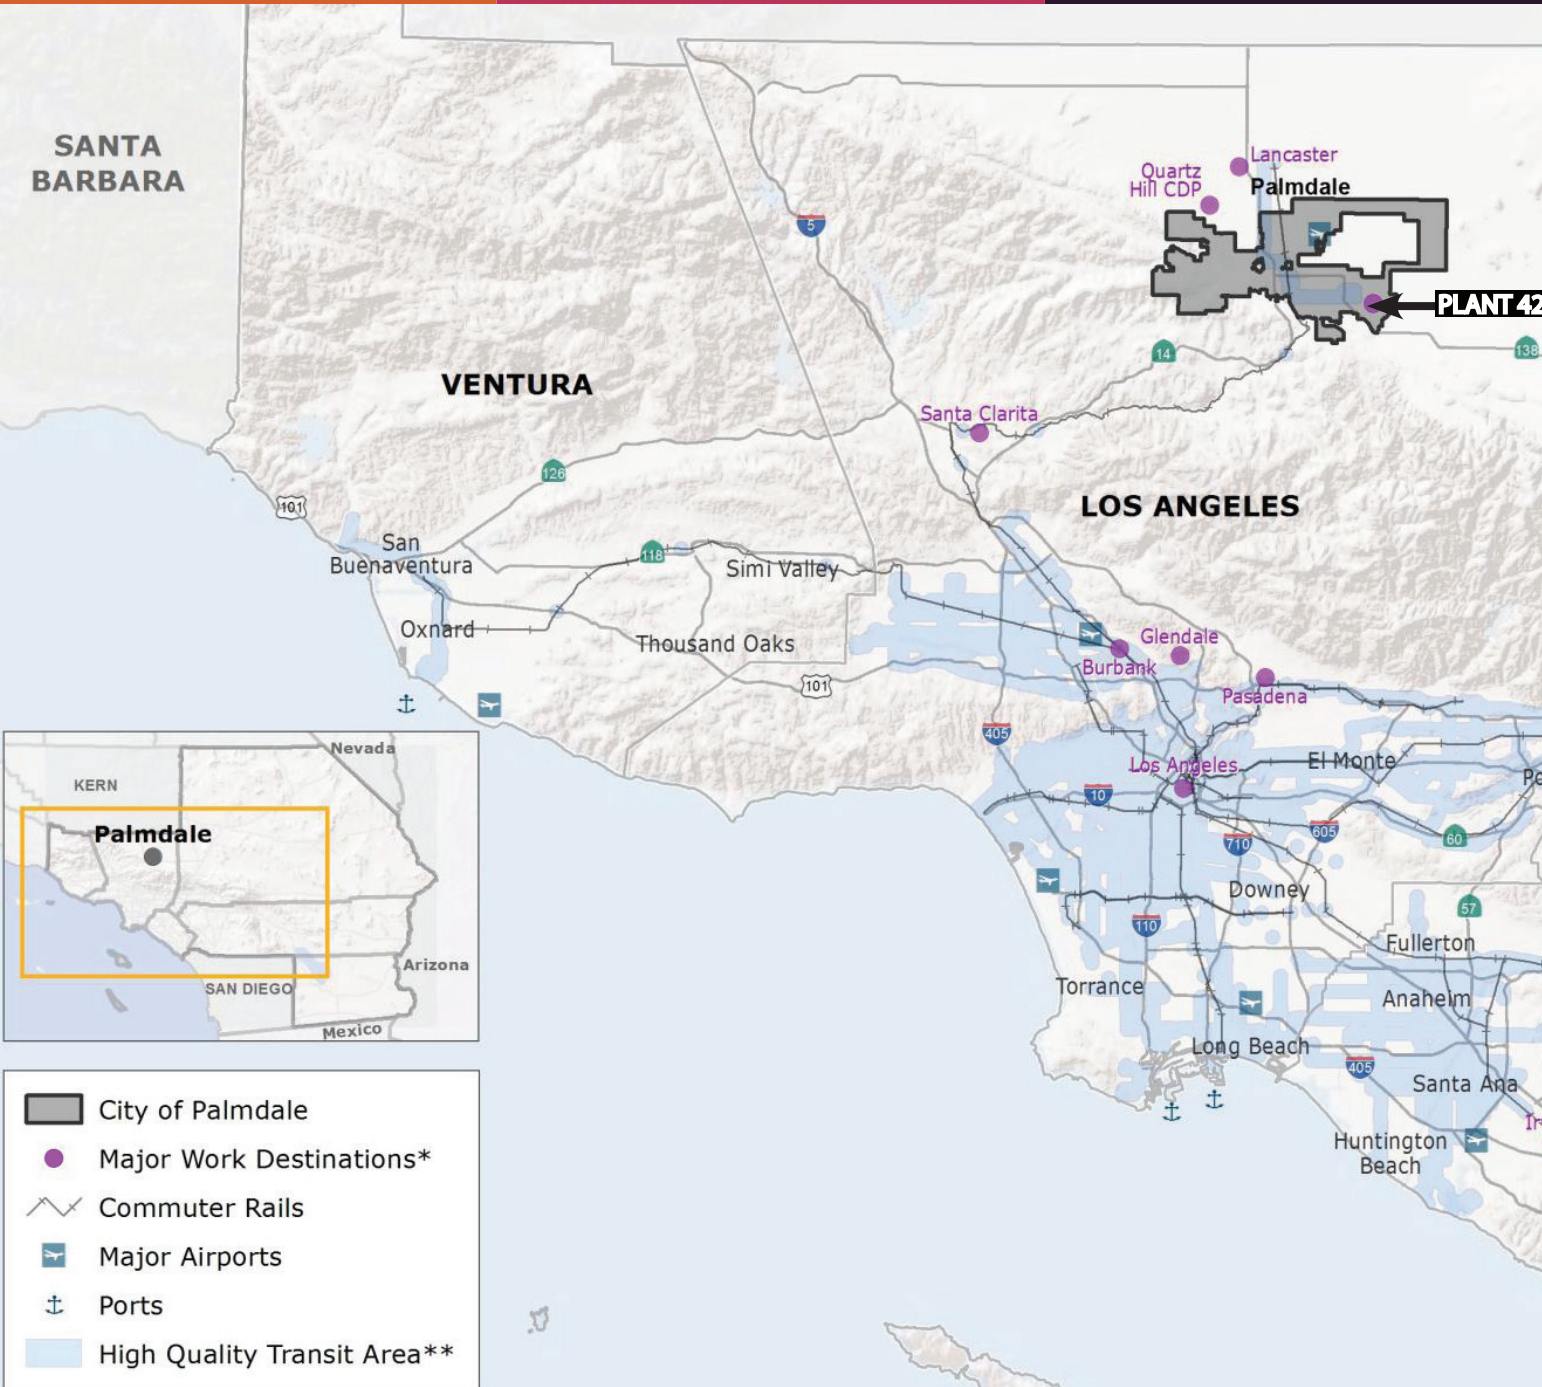 SANTA
BARBARA
Lancaster
Quartz
Hill CDP
Palmdale
5
PLANT 42
14
138
VENTURA
Santa Clarita
126
LOS ANGELES
101
San
Buenaventura
118
Simi Valley
Oxnard
Thousand Oaks
Glendale
Burbank
101
Pasadena
405
Los Angeles
El Monte
Po
10
605
710
60
Downey
57
110
Fullerton
Torrance
Anaheim
Long Beach
405
Santa Ana
Huntington
Beach
Ir
Nevada
KERN
Palmdale
Arizona
SAN DIEGO
Mexico
City of Palmdale
Major Work Destinations*
Commuter Rails
Major Airports
Ports
High Quality Transit Area**